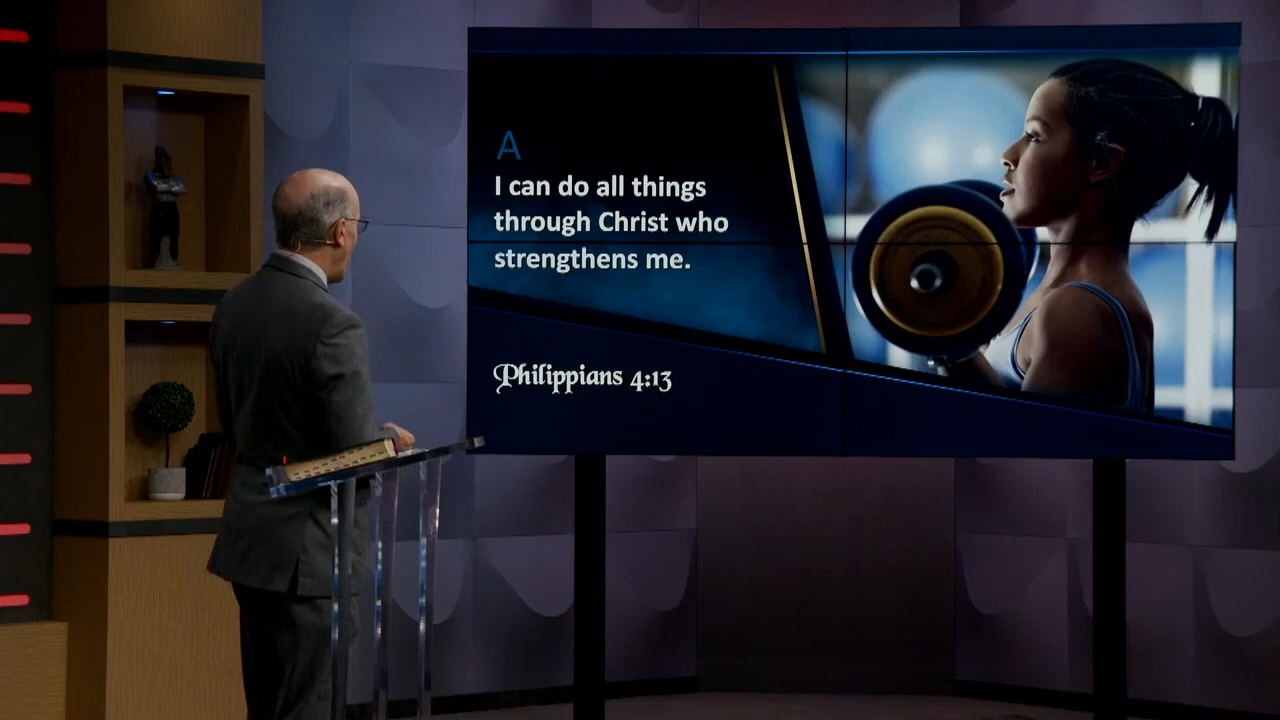 A
I can do all things
through Christ who
strengthens me.
Philippians 4:13